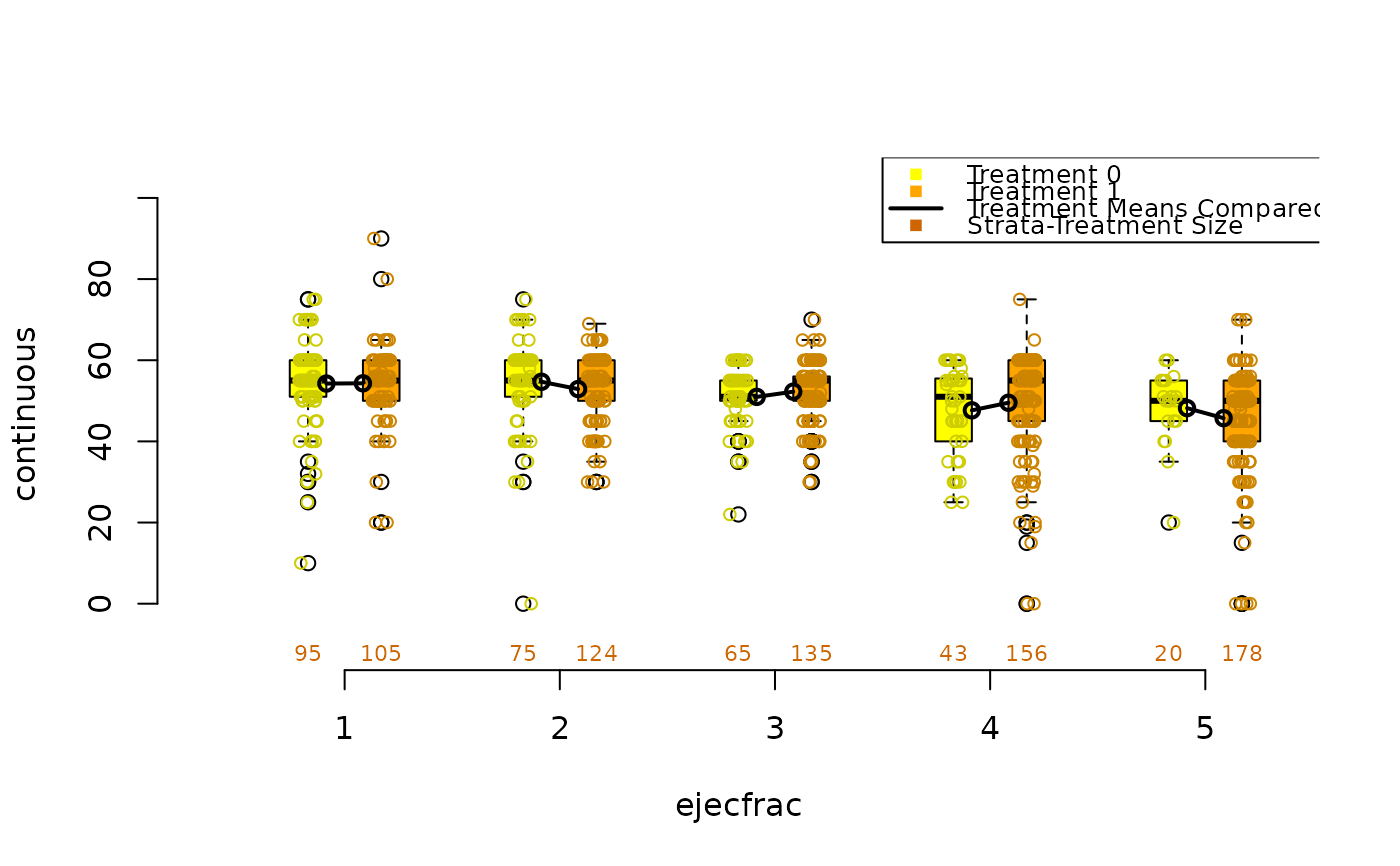 Treatment 0
Treatment 1
Treatment Means Compared
Strata-Treatment Size
continuous
80
60
40
20
0
95 105 75 124 65 135 43 156 20 178
1 2 3 4 5
ejecfrac